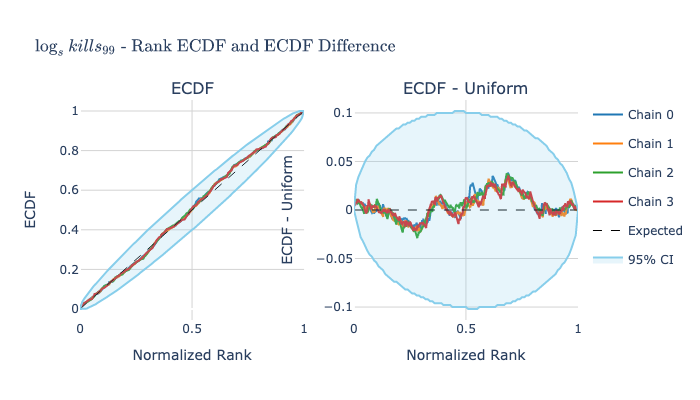 log_s kills_99 - Rank ECDF and ECDF Difference
ECDF
ECDF
1
0.8
0.6
0.4
0.2
0
0
0.5
1
Normalized Rank
ECDF - Uniform
ECDF - Uniform
0.1
0.05
0
−0.05
−0.1
0
0.5
1
Normalized Rank
Chain 0
Chain 1
Chain 2
Chain 3
Expected
95% CI